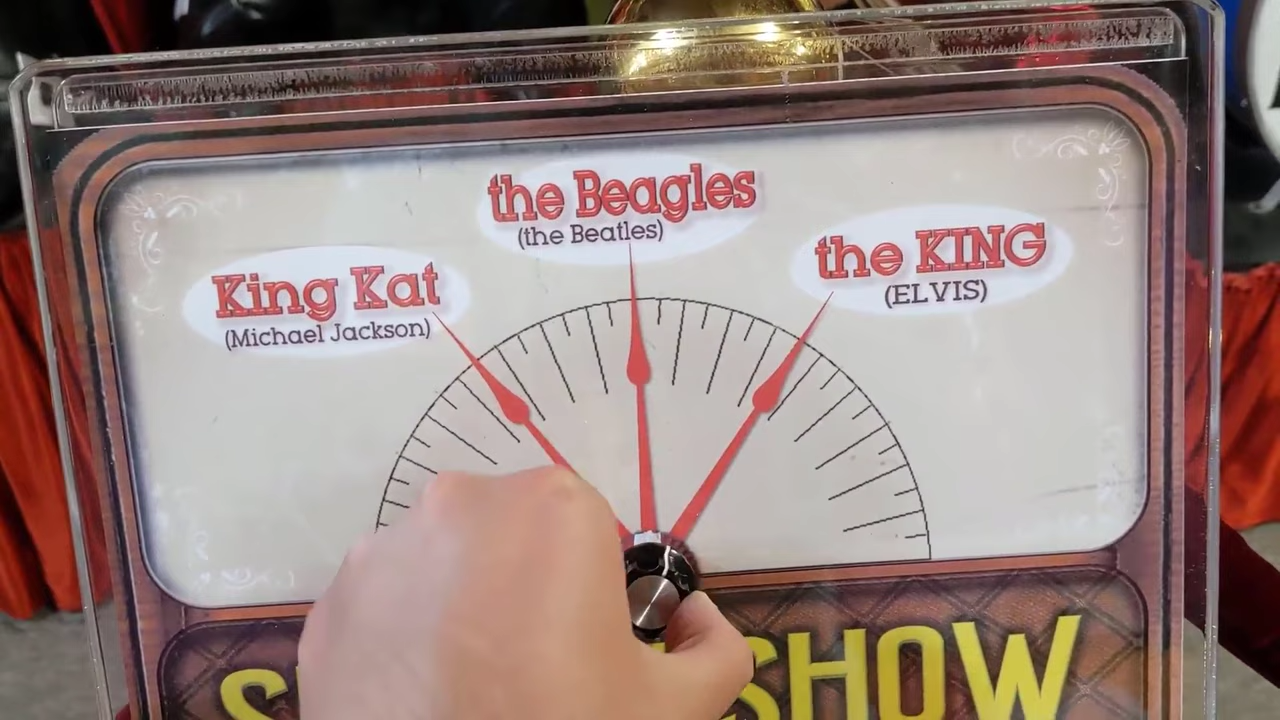 the Beagles
(the Beatles)
King Kat
(Michael Jackson)
the KING
(ELVIS)
SHOW